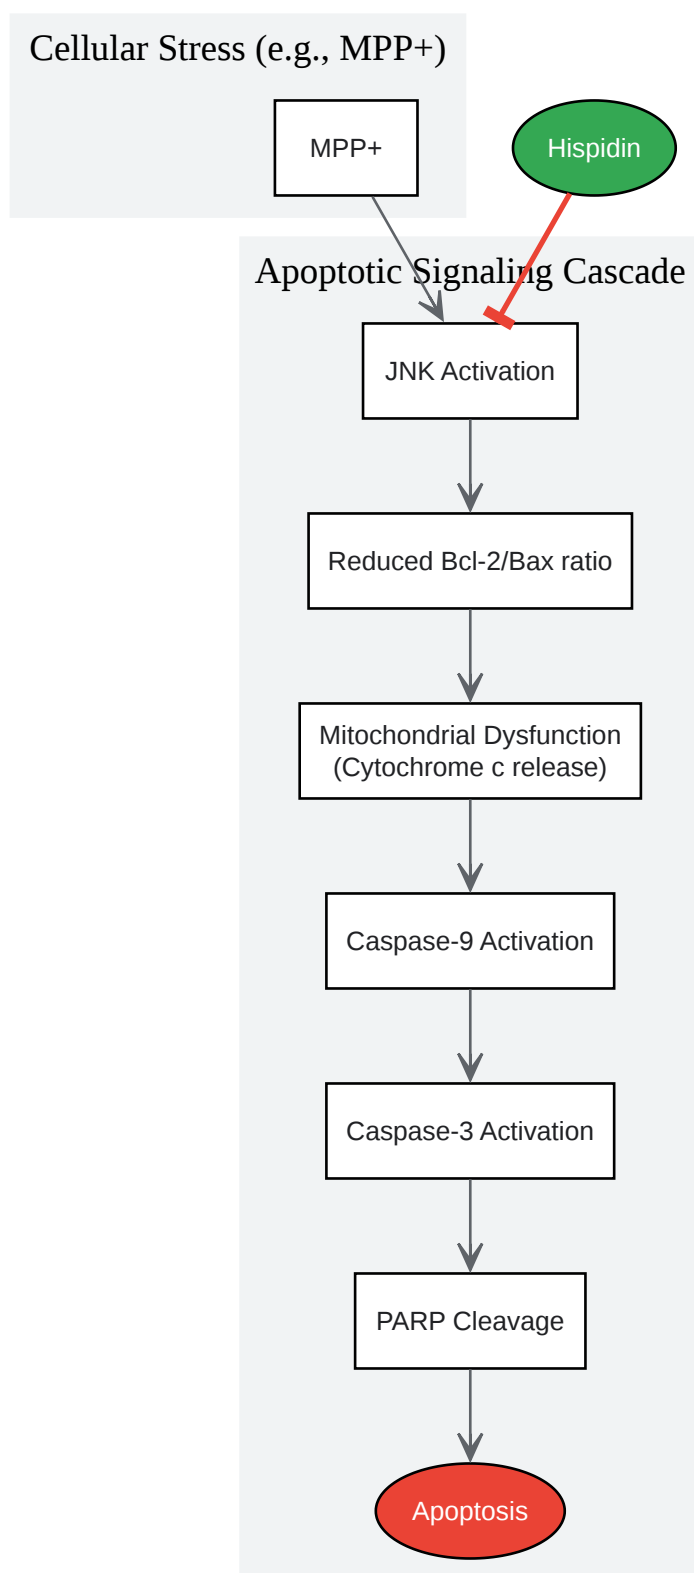 Cellular Stress (e.g., MPP+)
MPP+
Hispidin
Apoptotic Signaling Cascade
JNK Activation
Reduced Bcl-2/Bax ratio
Mitochondrial Dysfunction
(Cytochrome c release)
Caspase-9 Activation
Caspase-3 Activation
PARP Cleavage
Apoptosis